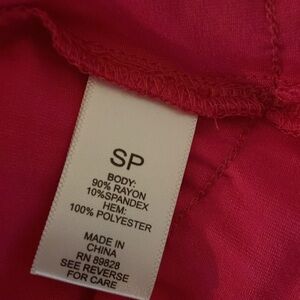 SP
BODY:
90% RAYON
10%SPANDEX
HEM:
100% POLYESTER
MADE IN
CHINA
RN 89828
SEE REVERSE
FOR CARE